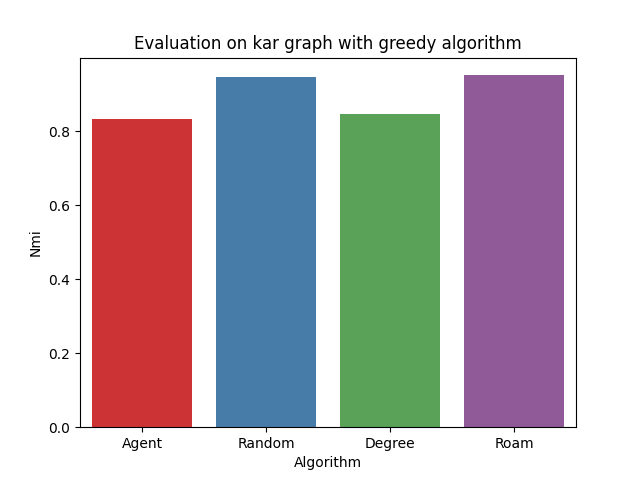 Evaluation on kar graph with greedy algorithm
Nmi
0.8
0.6
0.4
0.2
0.0
Agent Random Degree Roam
Algorithm